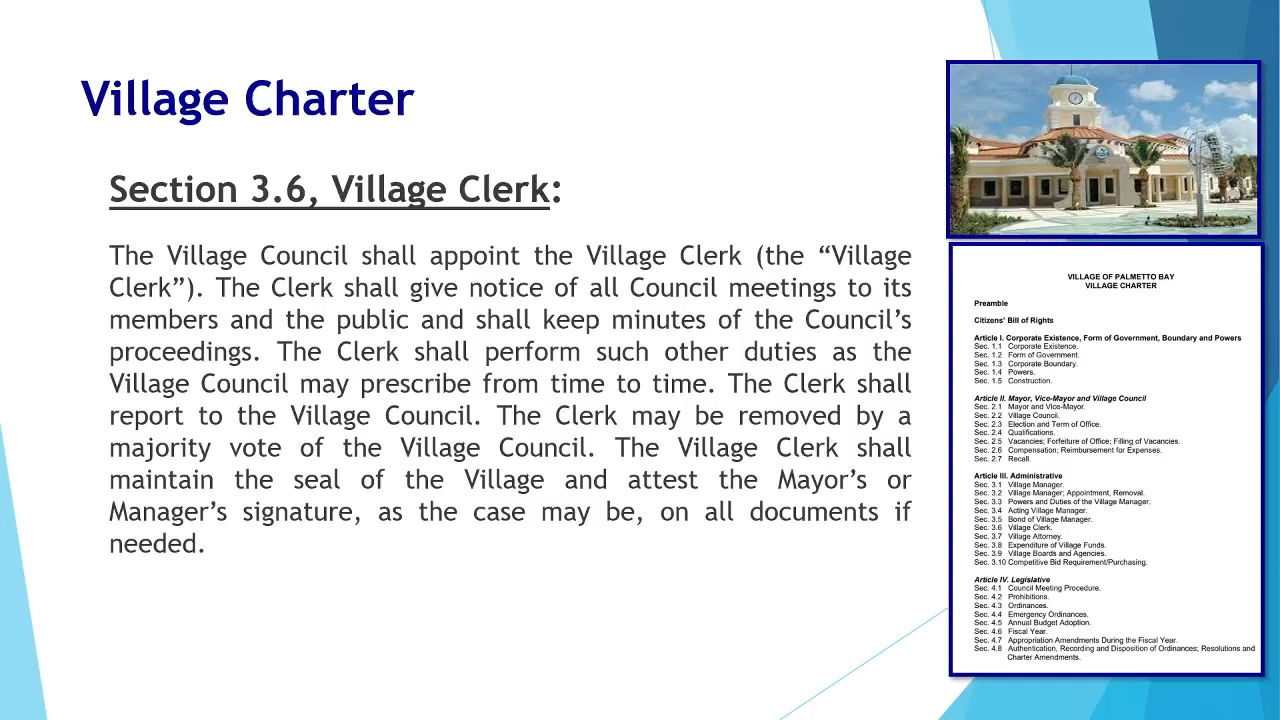 Village Charter
Section 3.6, Village Clerk:
The Village Council shall appoint the Village Clerk (the “Village
Clerk”). The Clerk shall give notice of all Council meetings to its
members and the public and shall keep minutes of the Council’s
proceedings. The Clerk shall perform such other duties as the
Village Council may prescribe from time to time. The Clerk shall
report to the Village Council. The Clerk may be removed by a
majority vote of the Village Council. The Village Clerk shall
maintain the seal of the Village and attest the Mayor’s or
Manager’s signature, as the case may be, on all documents if
needed.
VILLAGE OF PALMETTO BAY
VILLAGE CHARTER
Preamble
Citizens’ Bill of Rights
Article I. Corporate Existence, Form of Government, Boundary and Powers
Sec. 1.1 Corporate Existence.
Sec. 1.2 Form of Government.
Sec. 1.3 Corporate Boundary.
Sec. 1.4 Powers.
Sec. 1.5 Construction.
Article II. Mayor, Vice-Mayor and Village Council
Sec. 2.1 Mayor and Vice-Mayor.
Sec. 2.2 Village Council.
Sec. 2.3 Election and Term of Office.
Sec. 2.4 Qualifications.
Sec. 2.5 Vacancies; Forfeiture of Office; Filling of Vacancies.
Sec. 2.6 Compensation; Reimbursement for Expenses.
Sec. 2.7 Recall.
Article III. Administrative
Sec. 3.1 Village Manager.
Sec. 3.2 Village Manager; Appointment, Removal.
Sec. 3.3 Powers and Duties of the Village Manager.
Sec. 3.4 Acting Village Manager.
Sec. 3.5 Bond of Village Manager.
Sec. 3.6 Village Clerk.
Sec. 3.7 Village Attorney.
Sec. 3.8 Expenditure of Village Funds.
Sec. 3.9 Village Boards and Agencies.
Sec. 3.10 Competitive Bid Requirement/Purchasing.
Article IV. Legislative
Sec. 4.1 Council Meeting Procedure.
Sec. 4.2 Prohibitions.
Sec. 4.3 Ordinances.
Sec. 4.4 Emergency Ordinances.
Sec. 4.5 Annual Budget Adoption.
Sec. 4.6 Fiscal Year.
Sec. 4.7 Appropriation Amendments During the Fiscal Year.
Sec. 4.8 Authentication, Recording and Disposition of Ordinances; Resolutions and
Charter Amendments.